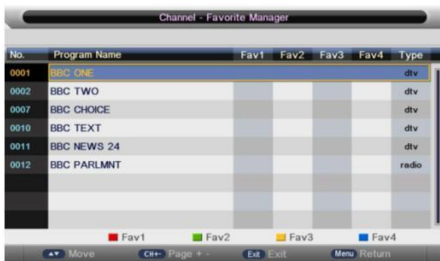 Channel - Favorite Manager
No. Program Name Fav1 Fav2 Fav3 Fav4 Type
0001 BBC ONE dtv
0002 BBC TWO dtv
0007 BBC CHOICE dtv
0010 BBC TEXT dtv
0011 BBC NEWS 24 dtv
0012 BBC PARLMNT radio
Fav1 Fav2 Fav3 Fav4
▲▼ Move CH+- Page + - Exit Exit Menu Return